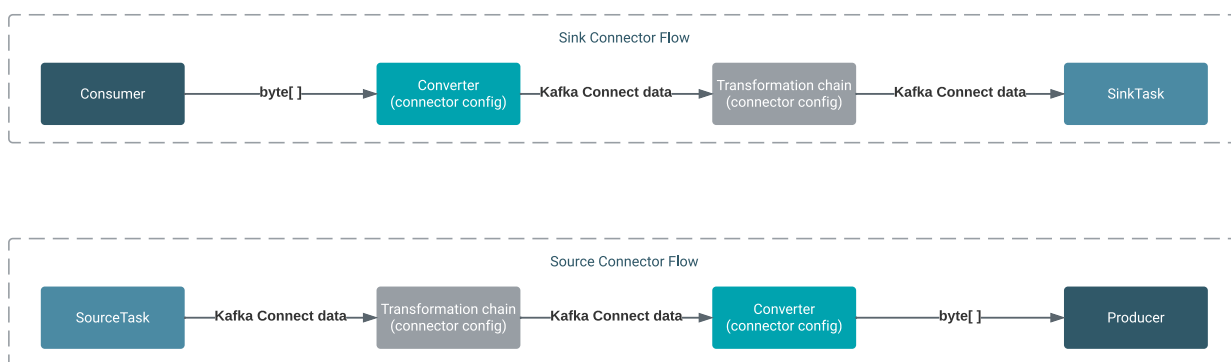 Sink Connector Flow
Consumer
byte[ ]
Converter
(connector config)
Kafka Connect data
Transformation chain
(connector config)
Kafka Connect data
SinkTask
Source Connector Flow
SourceTask
Kafka Connect data
Transformation chain
(connector config)
Kafka Connect data
Converter
(connector config)
byte[ ]
Producer